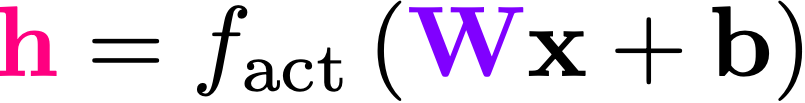 h = f_act (Wx + b)